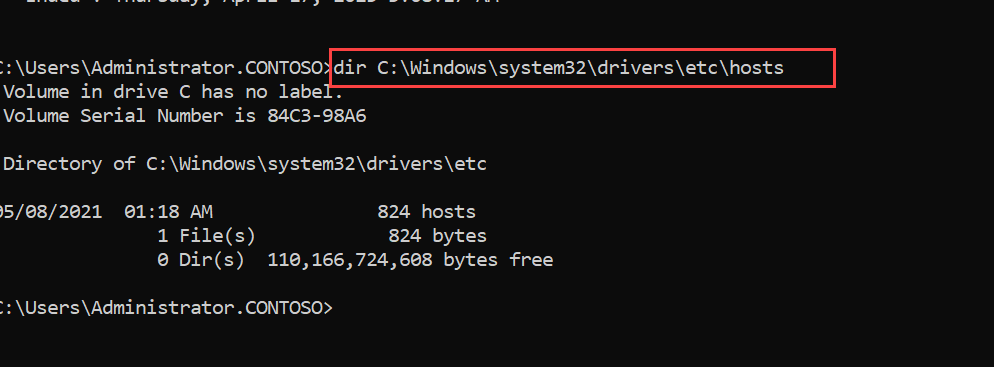 C:\Users\Administrator.CONTOSO>dir C:\Windows\system32\drivers\etc\hosts
Volume in drive C has no label.
Volume Serial Number is 84C3-98A6
Directory of C:\Windows\system32\drivers\etc
05/08/2021  01:18 AM               824 hosts
1 File(s)            824 bytes
0 Dir(s)  110,166,724,608 bytes free
C:\Users\Administrator.CONTOSO>